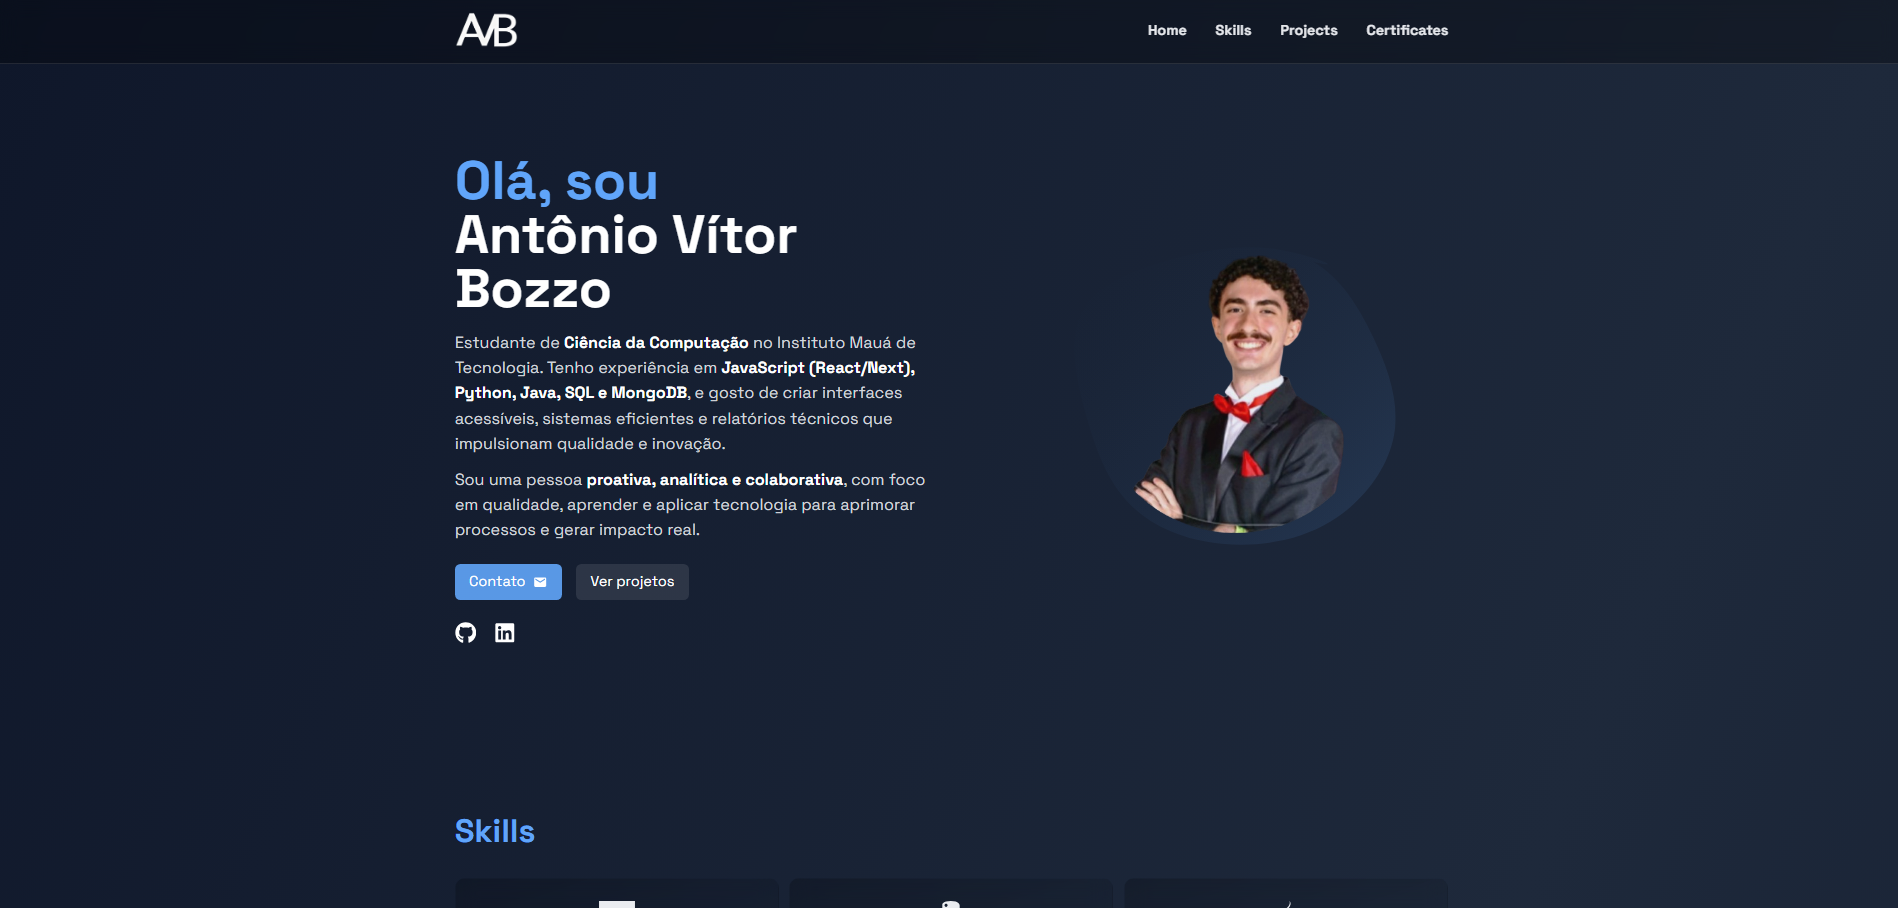 AVB
Home Skills Projects Certificates
Olá, sou
Antônio Vítor
Bozzo
Estudante de Ciência da Computação no Instituto Mauá de
Tecnologia. Tenho experiência em JavaScript (React/Next),
Python, Java, SQL e MongoDB, e gosto de criar interfaces
acessíveis, sistemas eficientes e relatórios técnicos que
impulsionam qualidade e inovação.
Sou uma pessoa proativa, analítica e colaborativa, com foco
em qualidade, aprender e aplicar tecnologia para aprimorar
processos e gerar impacto real.
Contato Ver projetos
in
Skills